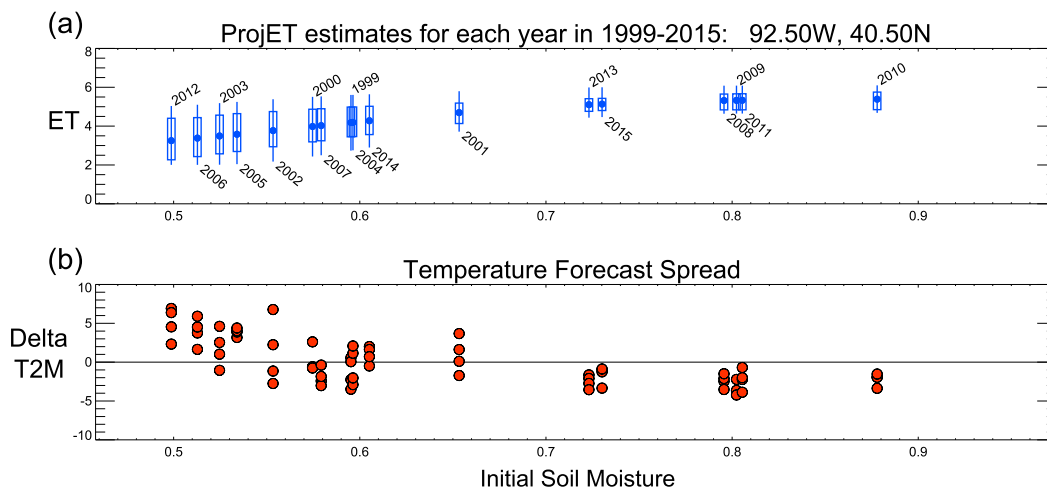 (a)
ProjET estimates for each year in 1999-2015: 92.50W, 40.50N
8
6
ET 4
2
0
2012 2003 2000 1999 2013 2009 2010
2006 2005 2002 2007 2004 2014 2001 2015 2008 2011
0.5 0.6 0.7 0.8 0.9
(b)
Temperature Forecast Spread
10
5
Delta
T2M
0
-5
-10
0.5 0.6 0.7 0.8 0.9
Initial Soil Moisture